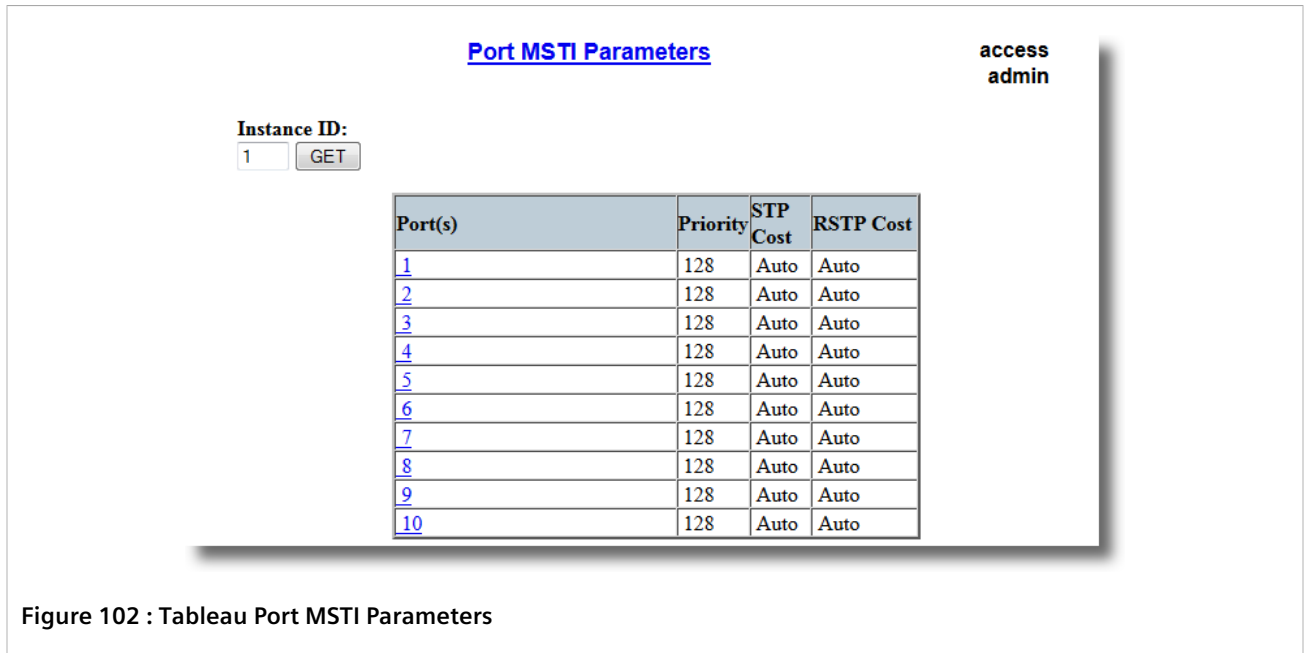 Port MSTI Parameters
access
admin
Instance ID:
1 GET
Port(s) Priority STP Cost RSTP Cost
1 128 Auto Auto
2 128 Auto Auto
3 128 Auto Auto
4 128 Auto Auto
5 128 Auto Auto
6 128 Auto Auto
7 128 Auto Auto
8 128 Auto Auto
9 128 Auto Auto
10 128 Auto Auto
Figure 102 : Tableau Port MSTI Parameters